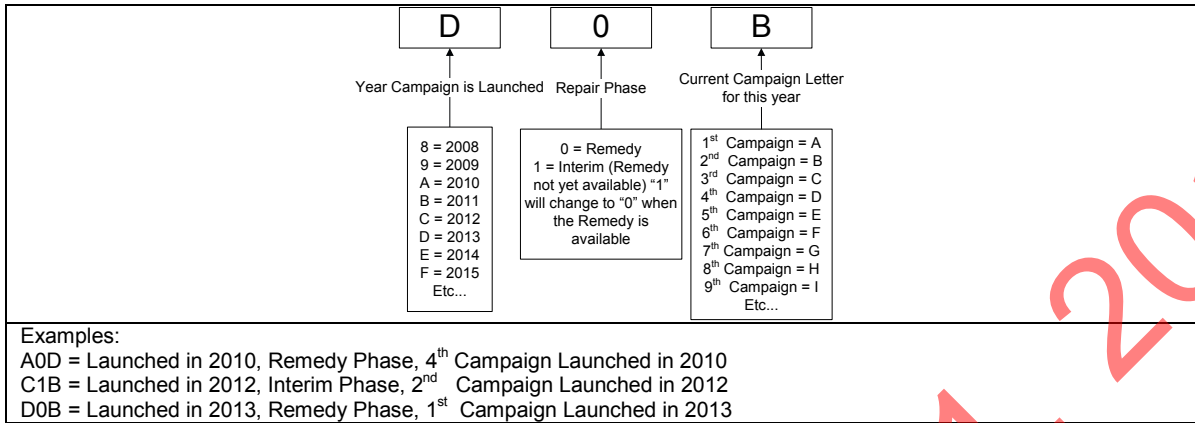 D 0 B
Year Campaign is Launched
Repair Phase
Current Campaign Letter
for this year
8 = 2008
9 = 2009
A = 2010
B = 2011
C = 2012
D = 2013
E = 2014
F = 2015
Etc...
0 = Remedy
1 = Interim (Remedy
not yet available) “1”
will change to “0” when
the Remedy is
available
1st Campaign = A
2nd Campaign = B
3rd Campaign = C
4th Campaign = D
5th Campaign = E
6th Campaign = F
7th Campaign = G
8th Campaign = H
9th Campaign = I
Etc...
Examples:
A0D = Launched in 2010, Remedy Phase, 4th Campaign Launched in 2010
C1B = Launched in 2012, Interim Phase, 2nd Campaign Launched in 2012
D0B = Launched in 2013, Remedy Phase, 1st Campaign Launched in 2013